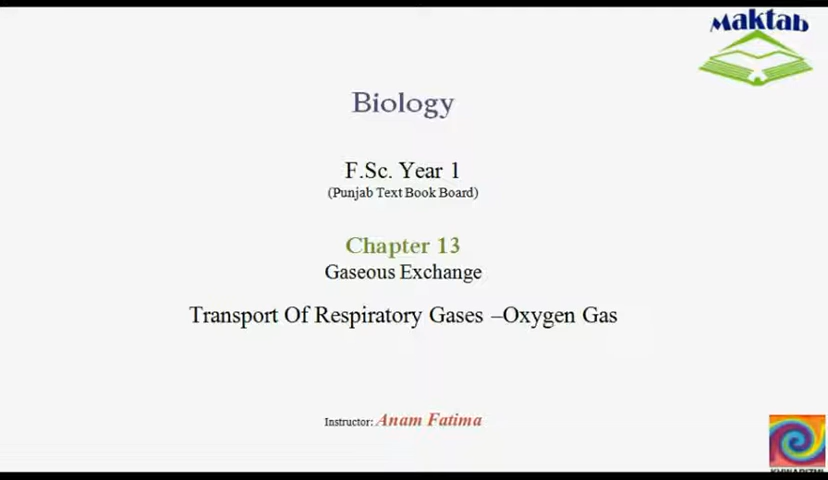 Maktab
Biology
F.Sc. Year 1
(Punjab Text Book Board)
Chapter 13
Gaseous Exchange
Transport Of Respiratory Gases –Oxygen Gas
Instructor: Anam Fatima